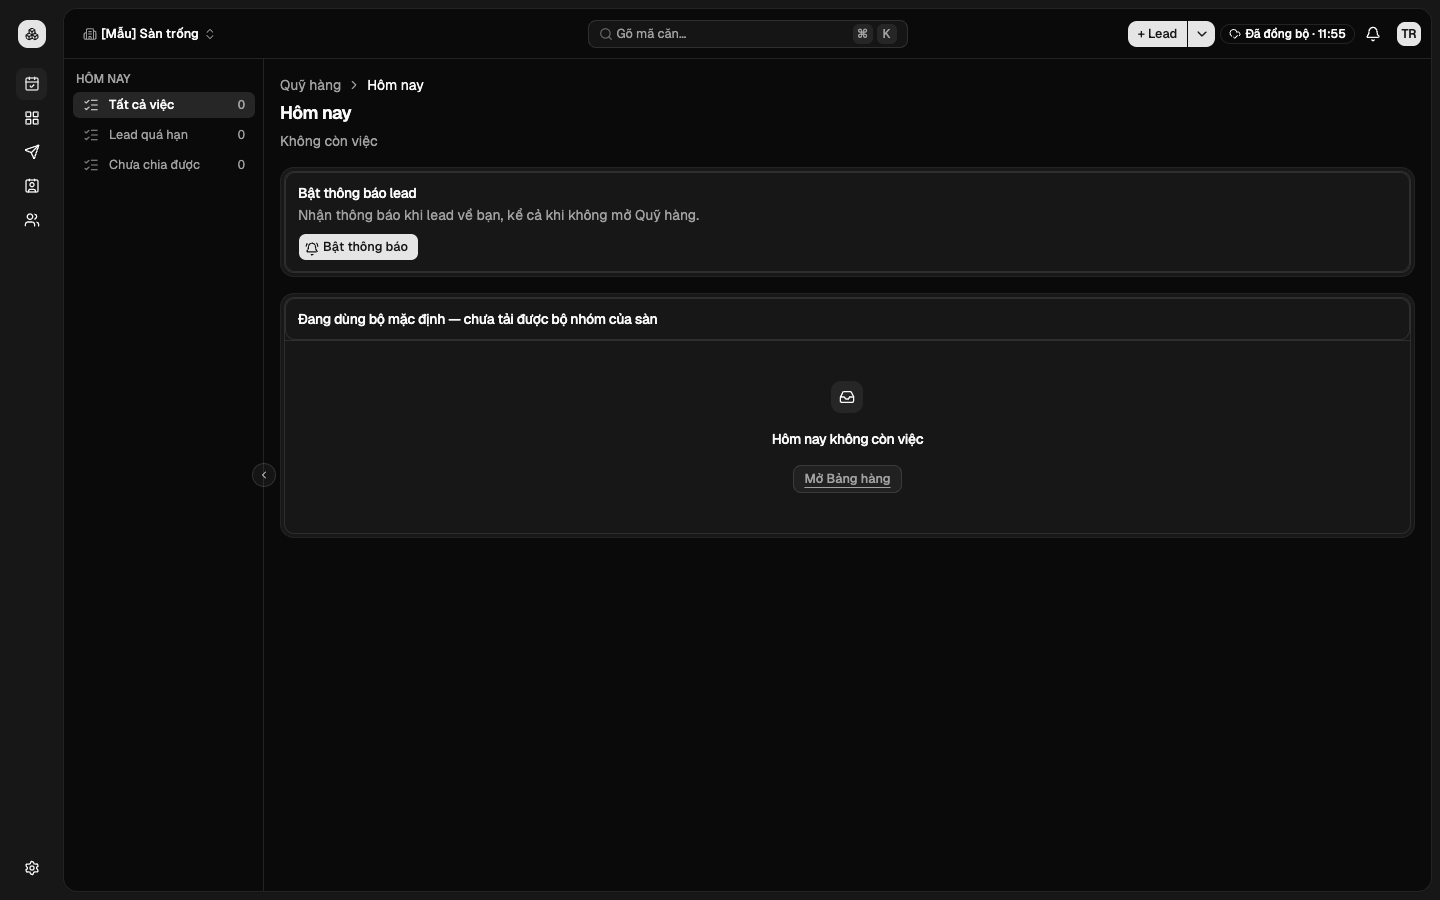 [Mẫu] Sàn trống
Gõ mã căn...
⌘ K
+ Lead
Đã đồng bộ · 11:55
TR
HÔM NAY
Tất cả việc 0
Lead quá hạn 0
Chưa chia được 0
Quỹ hàng > Hôm nay
Hôm nay
Không còn việc
Bật thông báo lead
Nhận thông báo khi lead về bạn, kể cả khi không mở Quỹ hàng.
Bật thông báo
Đang dùng bộ mặc định — chưa tải được bộ nhóm của sàn
Hôm nay không còn việc
Mở Bảng hàng